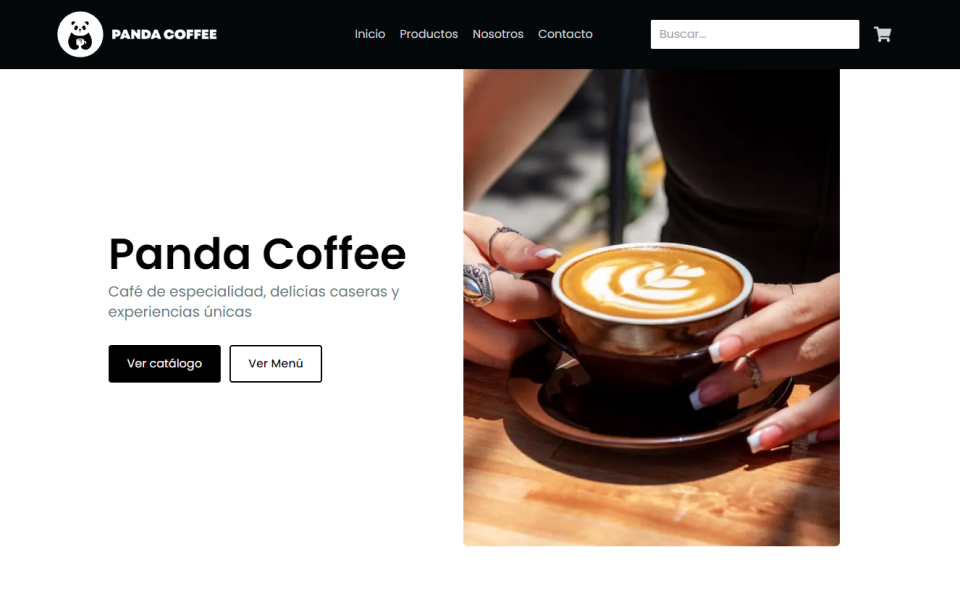 PANDA COFFEE
Inicio Productos Nosotros Contacto
Buscar...
Panda Coffee
Café de especialidad, delicias caseras y
experiencias únicas
Ver catálogo
Ver Menú